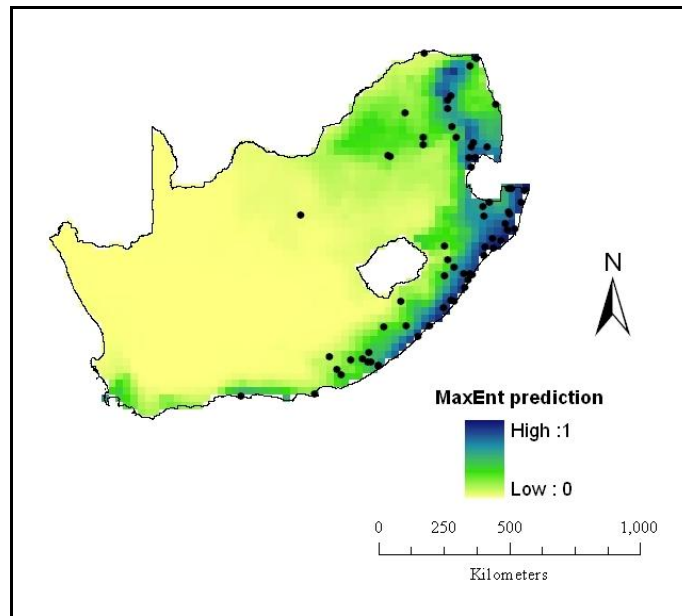 N
MaxEnt prediction
High :1
Low : 0
0 250 500 1,000
Kilometers